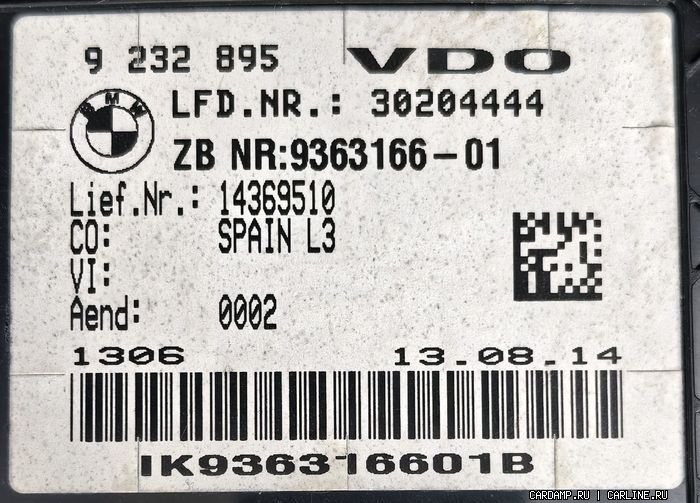 9 232 895 VDO
BMW
LFD.NR.: 30204444
ZB NR:9363166-01
Lief.Nr.: 14369510
CO: SPAIN L3
VI:
Aend: 0002
1306 13.08.14
IK936316601B
CARDAMP.RU | CARLINE.RU